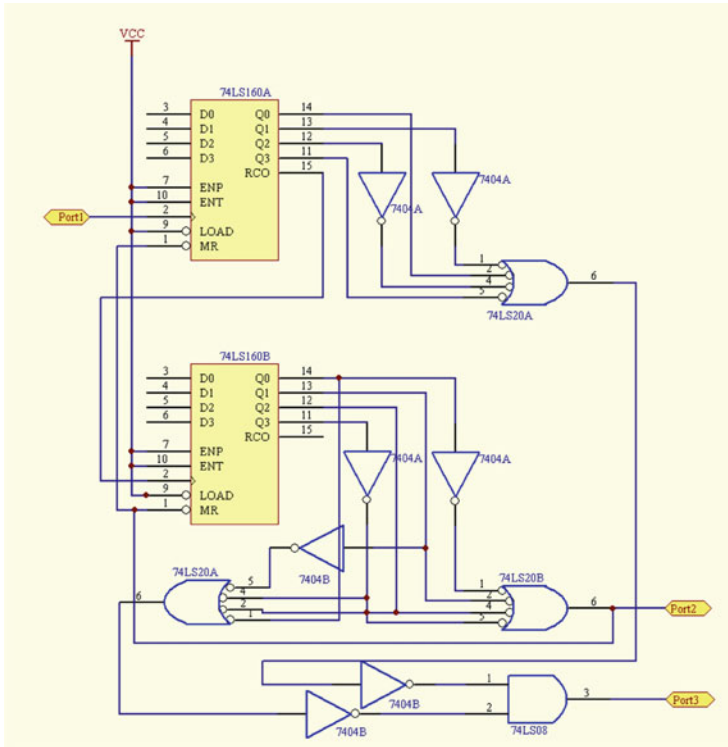 VCC
74LS160A
3 D0 Q0 14
4 D1 Q1 13
5 D2 Q2 12
6 D3 Q3 11
RCO 15
7 ENP
10 ENT
Port1 2
9 LOAD
1 MR
7404A 7404A
1
2
4
5
6
74LS20A
74LS160B
3 D0 Q0 14
4 D1 Q1 13
5 D2 Q2 12
6 D3 Q3 11
RCO 15
7 ENP
10 ENT
2
9 LOAD
1 MR
7404A 7404A
74LS20A
7404B
5
4
2
1
6
74LS20B
1
2
4
5
6
Port2
7404B
7404B
1
2
3
74LS08
Port3